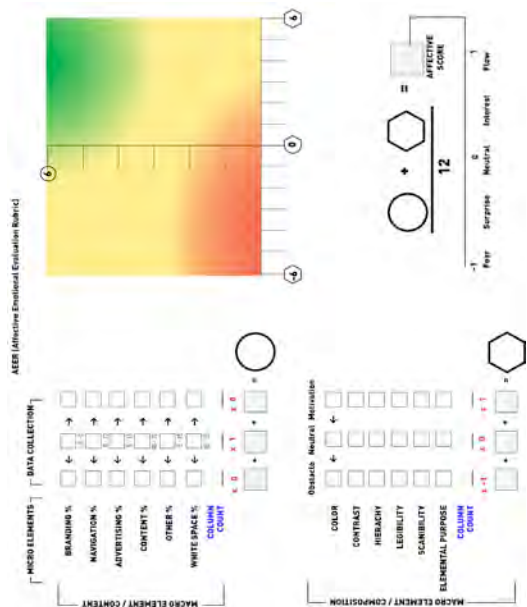 AEER (Affective Emotional Evaluation Rubric)
MICRO ELEMENTS
DATA COLLECTION
MACRO ELEMENT / CONTENT
BRANDING %
NAVIGATION %
ADVERTISING %
CONTENT %
OTHER %
WHITE SPACE %
COLUMN
COUNT
x 0 x 1 x 0
+ + =
MACRO ELEMENT / COMPOSITION
Obstacle Neutral Motivation
COLOR
CONTRAST
HIERACHY
LEGIBILITY
SCANIBILITY
ELEMENTAL PURPOSE
COLUMN
COUNT
x -1 x 0 x 1
+ + =
6
-6 0 6
+ =
12
AFFECTIVE
SCORE
-1 0 1
Fear Surprise Neutral Interest Flow